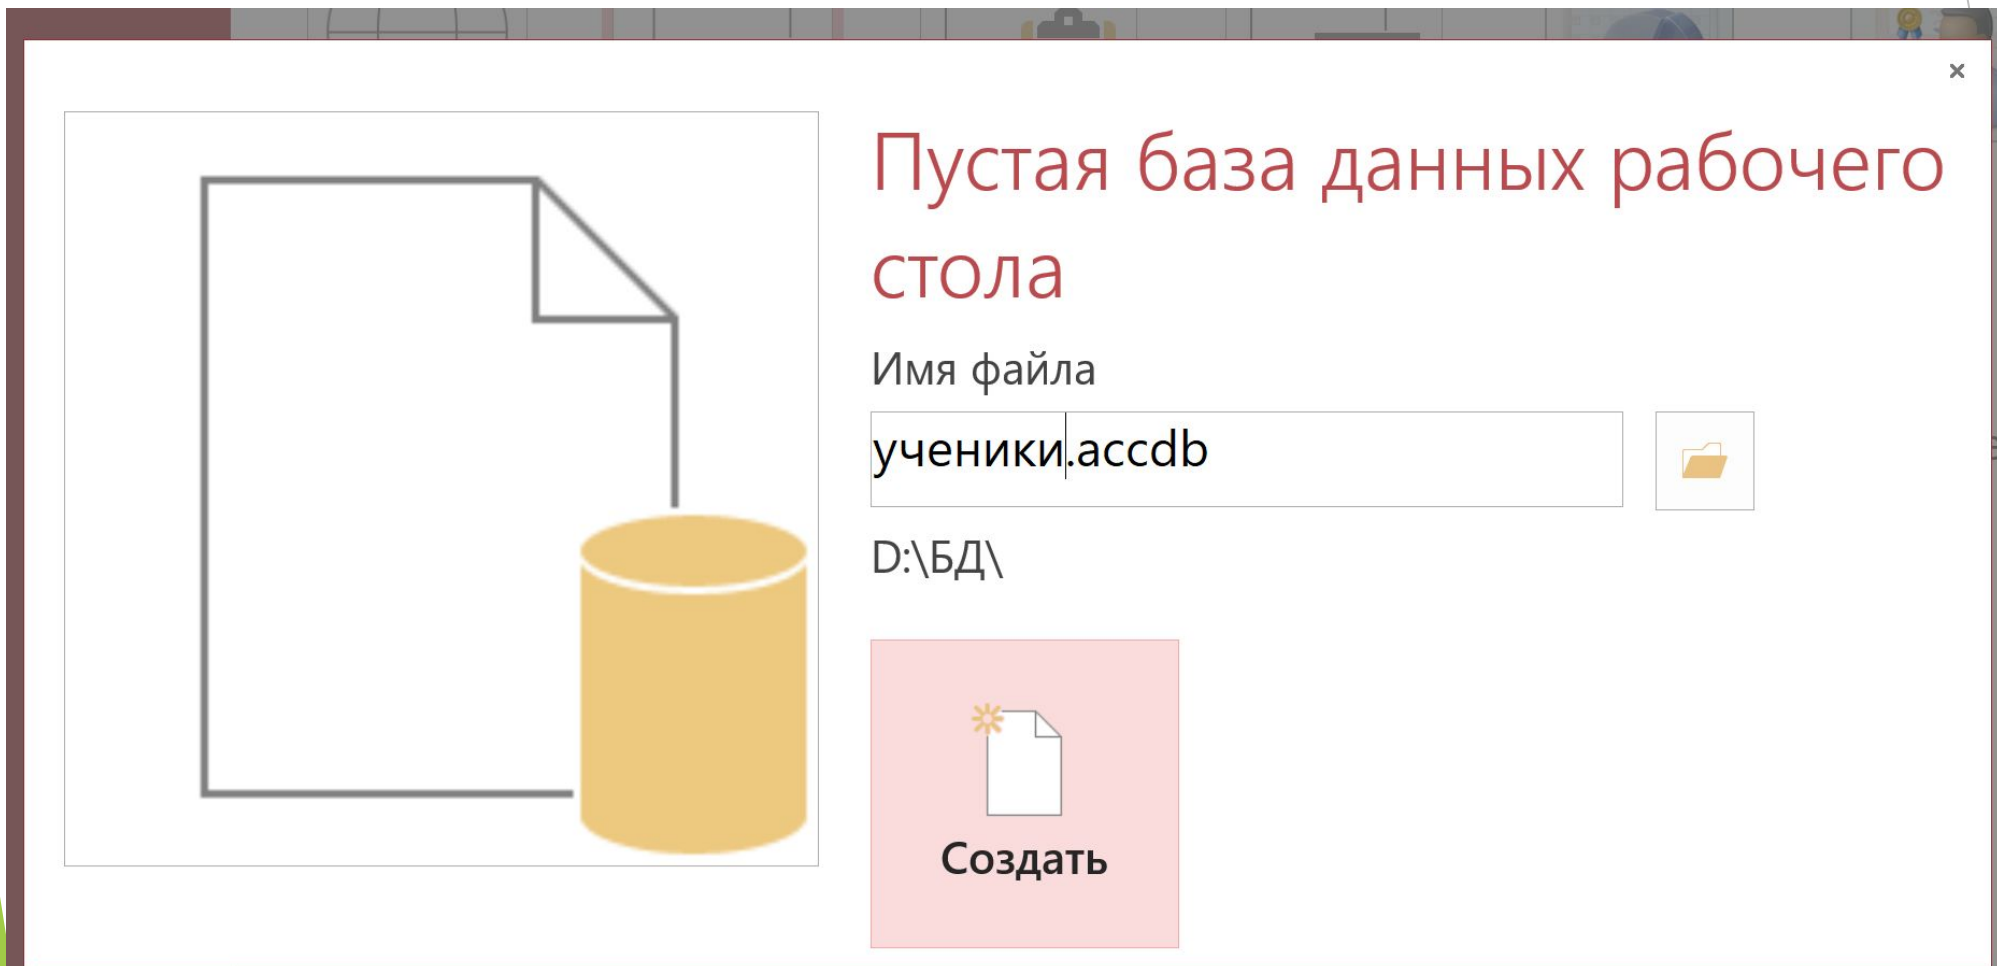 Пустая база данных рабочего
стола
Имя файла
ученики.accdb
D:\БД\
Создать